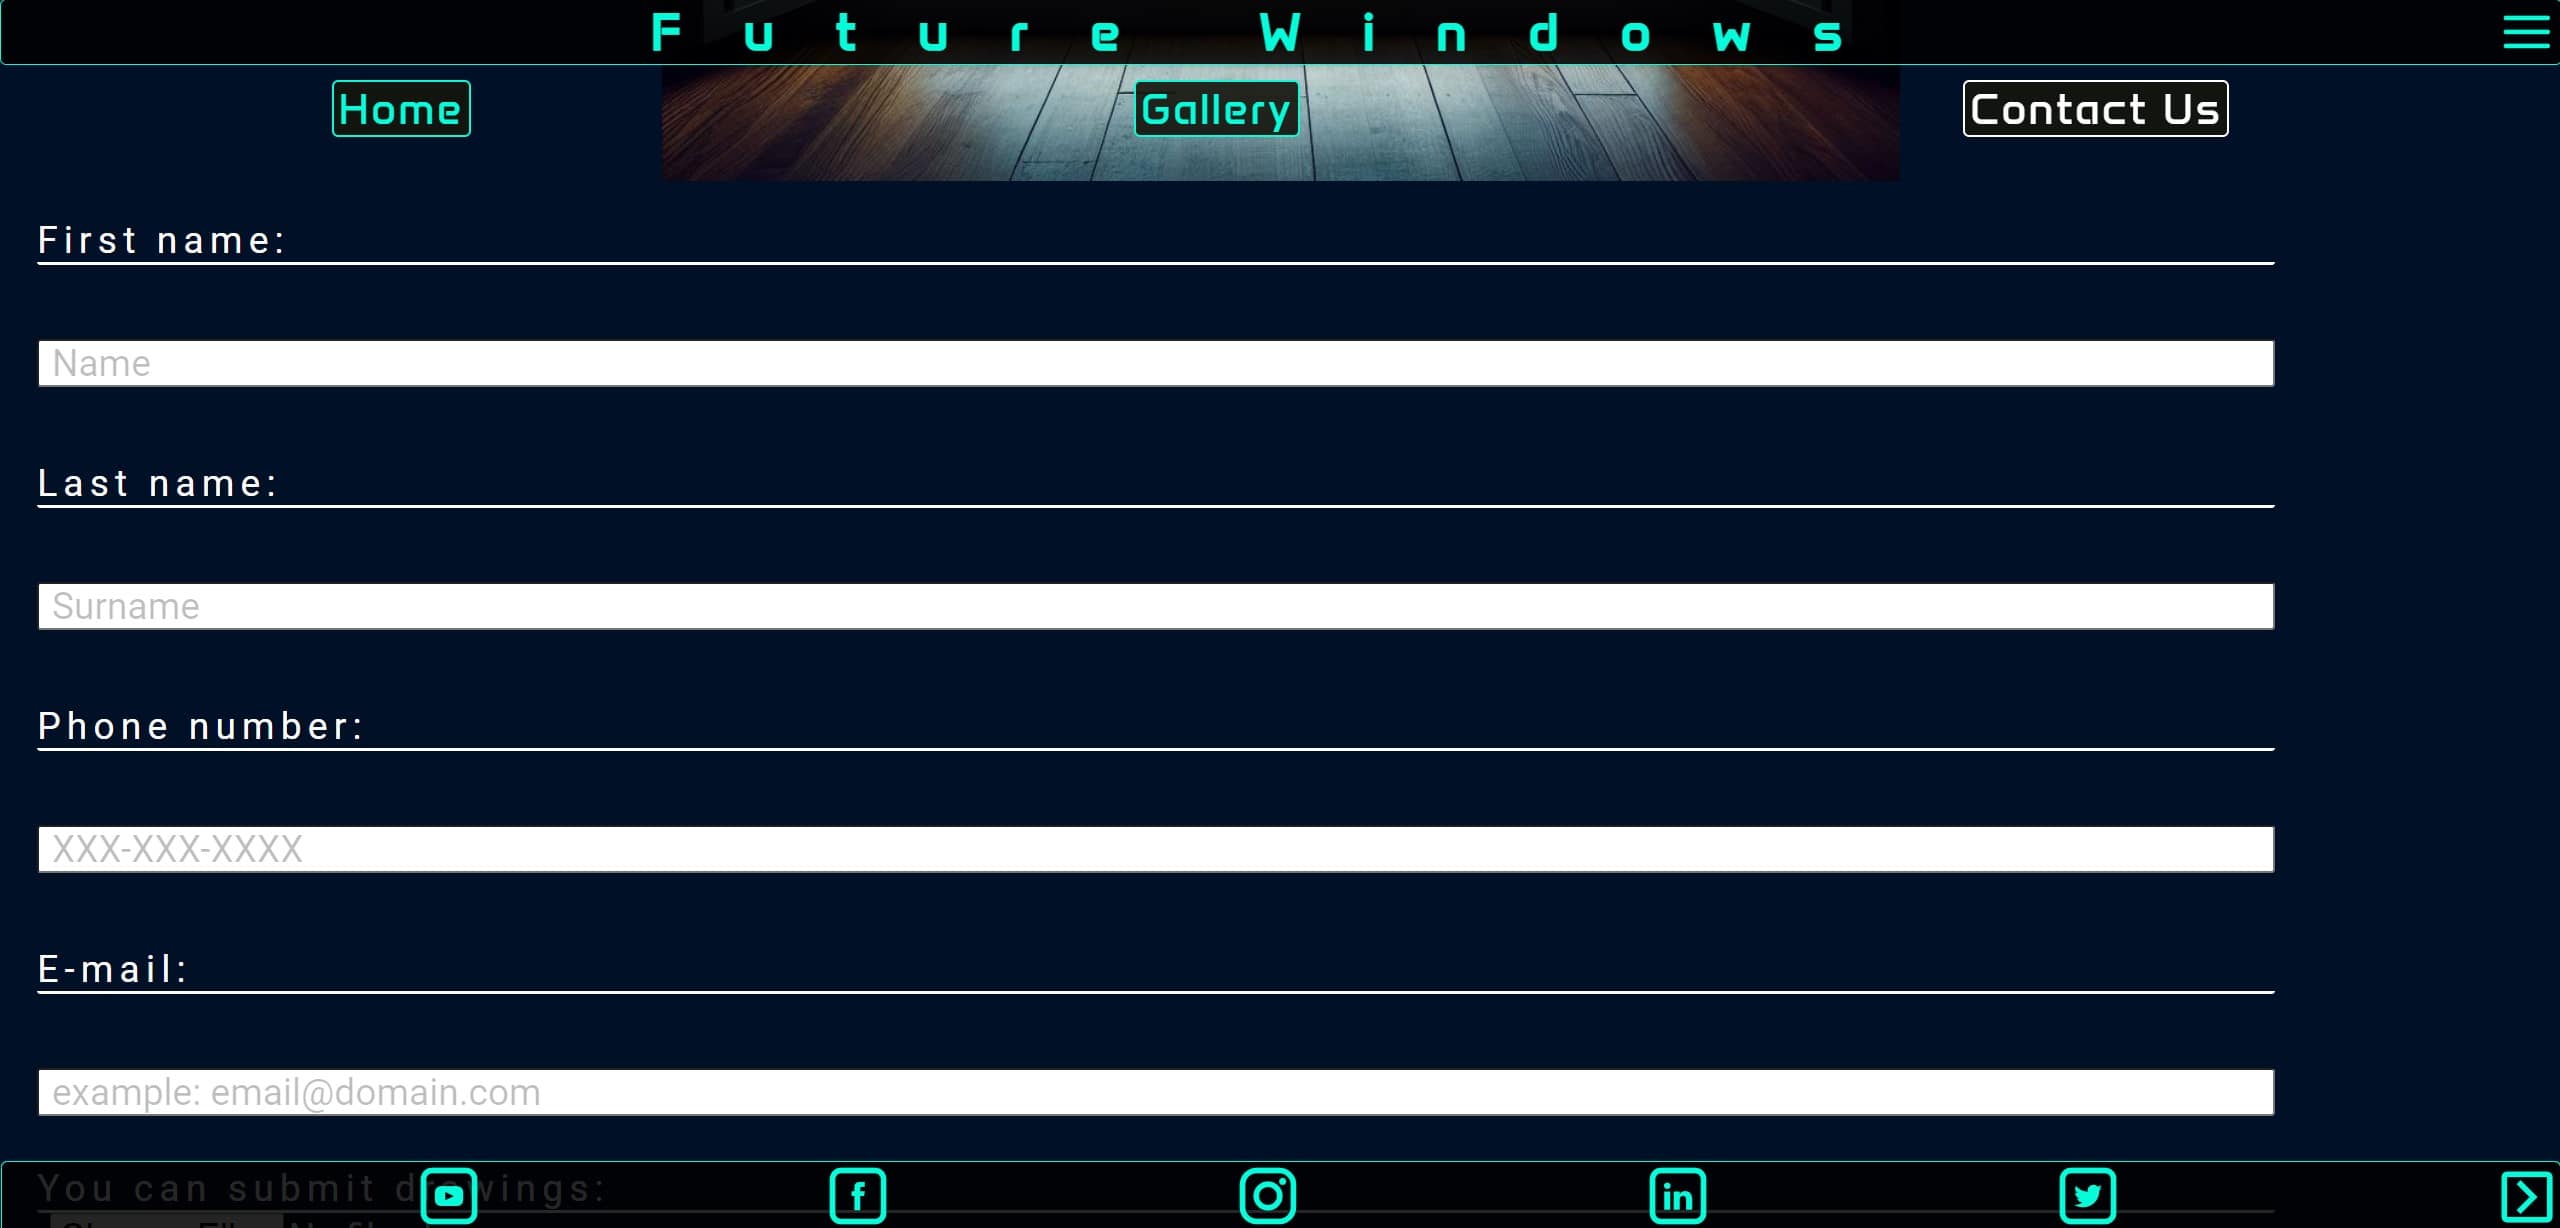 Future Windows
Home Gallery Contact Us
First name:
Name
Last name:
Surname
Phone number:
XXX-XXX-XXXX
E-mail:
example: email@domain.com
You can submit drawings: